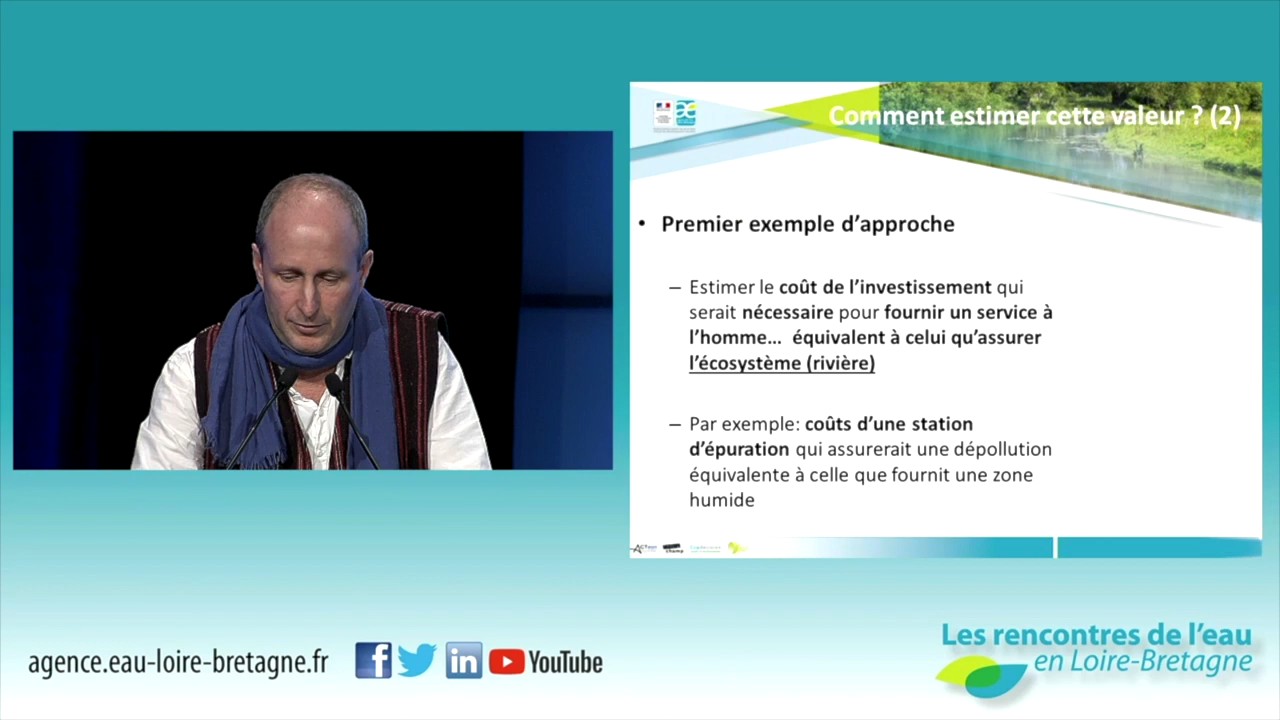 Comment estimer cette valeur ? (2)
• Premier exemple d'approche
– Estimer le coût de l'investissement qui
serait nécessaire pour fournir un service à
l'homme… équivalent à celui qu'assurer
l'écosystème (rivière)
– Par exemple: coûts d'une station
d'épuration qui assurerait une dépollution
équivalente à celle que fournit une zone
humide
agence.eau-loire-bretagne.fr
YouTube
Les rencontres de l'eau
en Loire-Bretagne